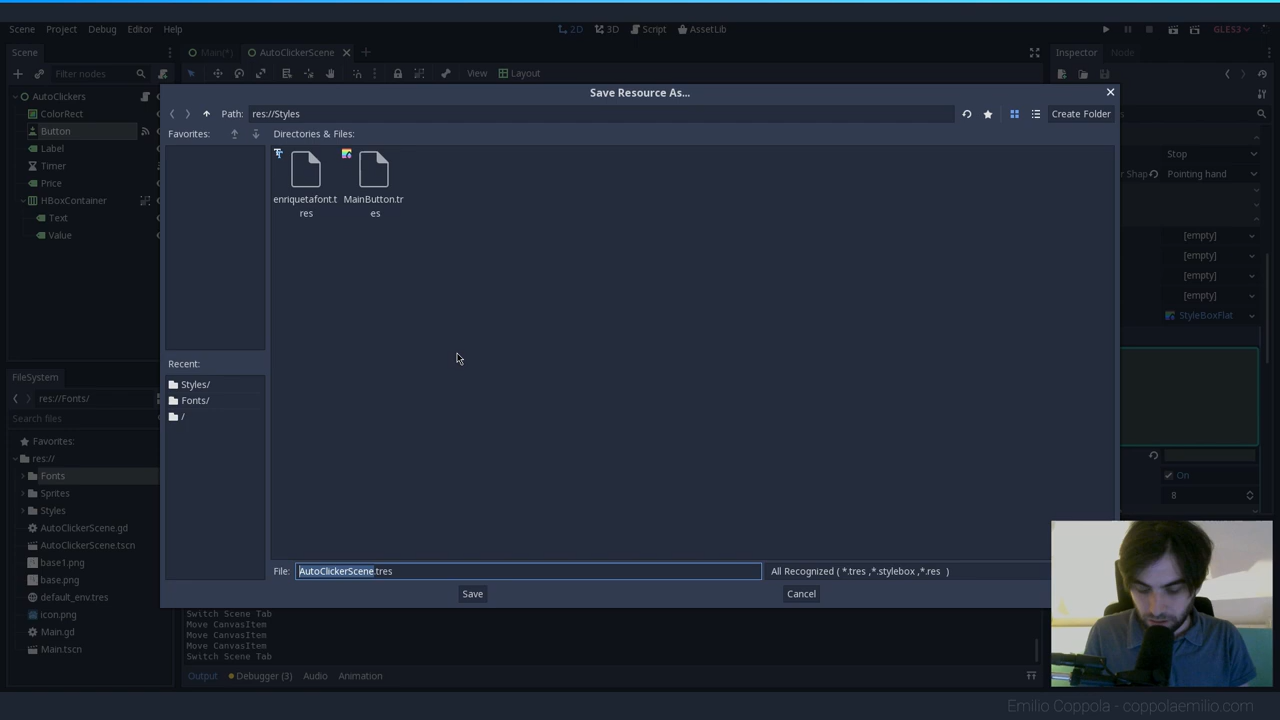 Scene Project Debug Editor Help
2D 3D Script AssetLib
GLES3
Scene
Main(*) AutoClickerScene
Inspector Node
Filter nodes
View Layout
AutoClickers
ColorRect
Button
Label
Timer
Price
HBoxContainer
Text
Value
Save Resource As...
Path: res://Styles
Create Folder
Favorites:
Directories & Files:
enriquetafont.t
res
MainButton.tr
es
Recent:
Styles/
Fonts/
/
File: AutoClickerScene.tres
All Recognized ( *.tres ,*.stylebox ,*.res )
Save
Cancel
Stop
r Shap Pointing hand
[empty]
[empty]
[empty]
[empty]
StyleBoxFlat
On
8
FileSystem
res://Fonts/
Search files
Favorites:
res://
Fonts
Sprites
Styles
AutoClickerScene.gd
AutoClickerScene.tscn
base1.png
base.png
default_env.tres
icon.png
Main.gd
Main.tscn
Switch Scene Tab
Move CanvasItem
Move CanvasItem
Move CanvasItem
Switch Scene Tab
Output Debugger (3) Audio Animation
Emilio Coppola - coppolaemilio.com